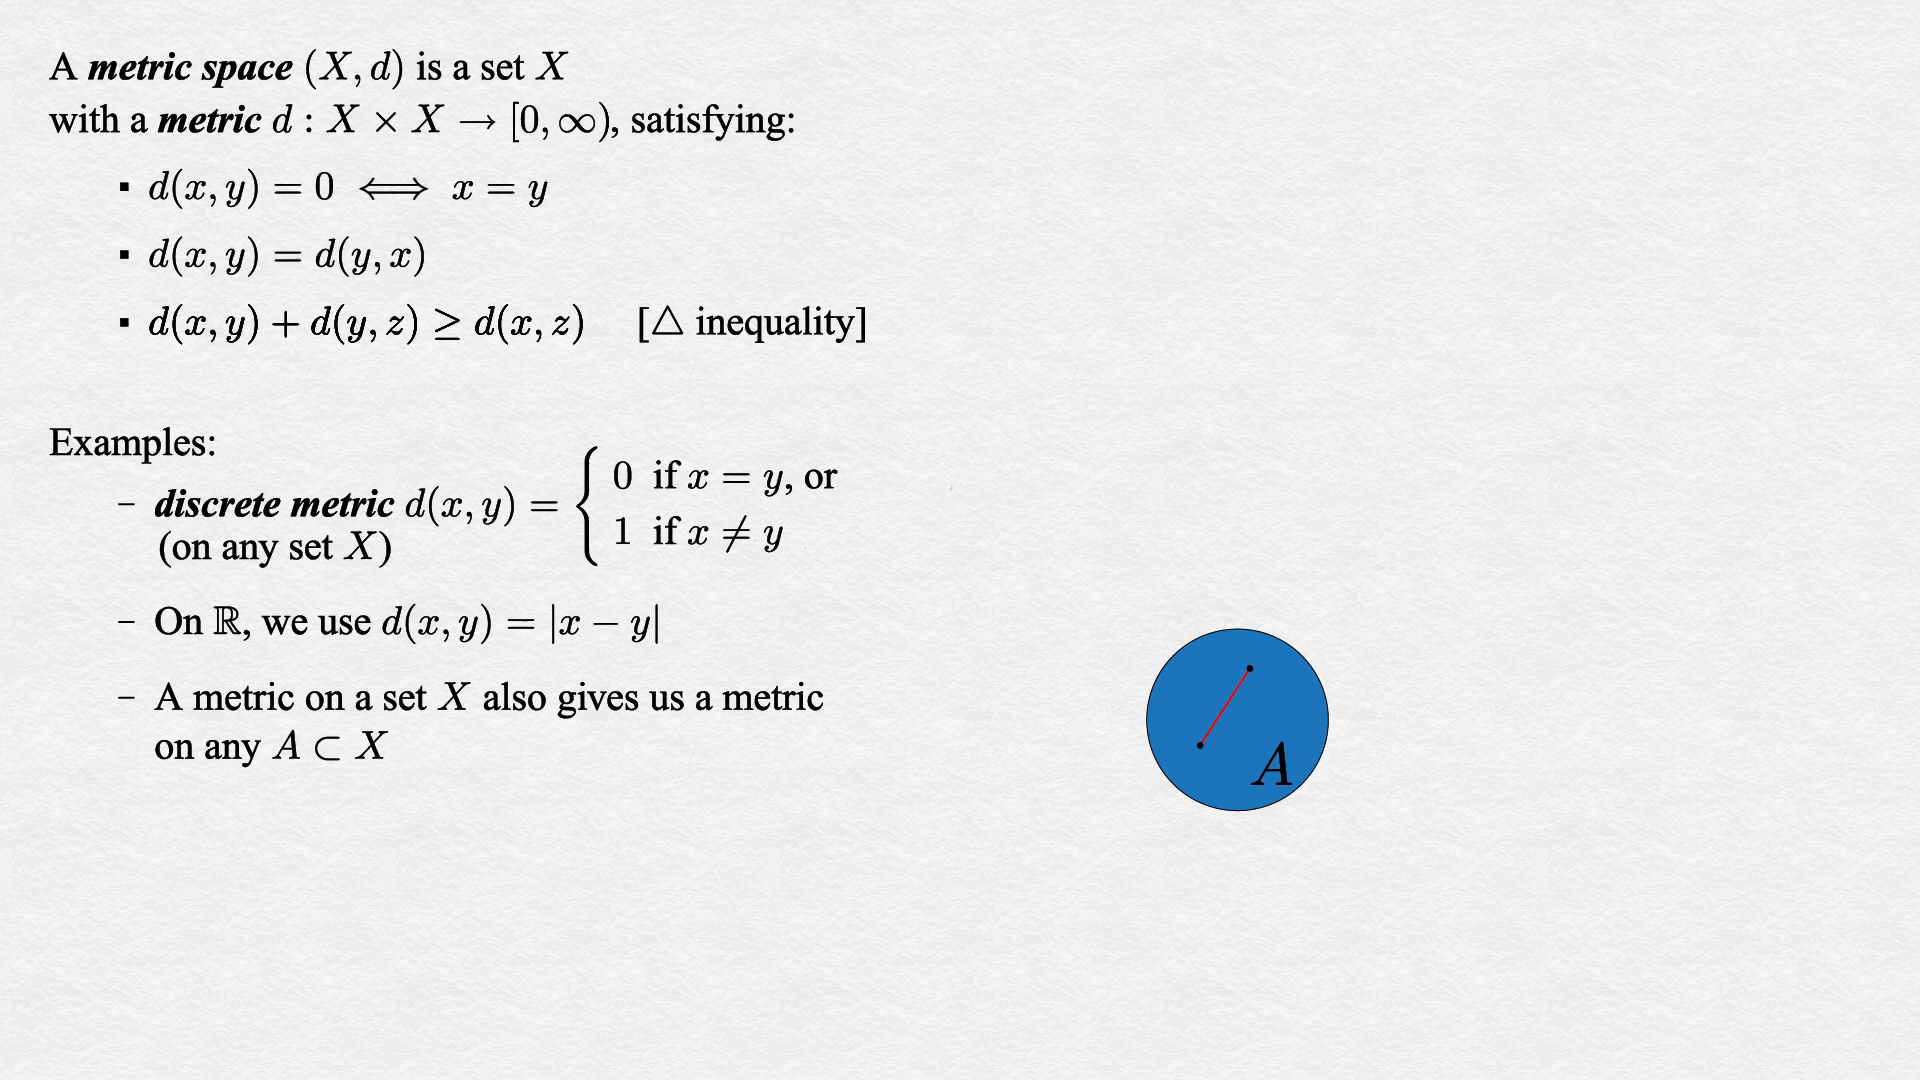 A metric space (X, d) is a set X
with a metric d : X × X → [0, ∞), satisfying:
▪ d(x, y) = 0 ⟺ x = y
▪ d(x, y) = d(y, x)
▪ d(x, y) + d(y, z) ≥ d(x, z) [△ inequality]
Examples:
– discrete metric d(x, y) = { 0 if x = y, or
1 if x ≠ y
(on any set X)
– On ℝ, we use d(x, y) = |x − y|
– A metric on a set X also gives us a metric
on any A ⊂ X
A